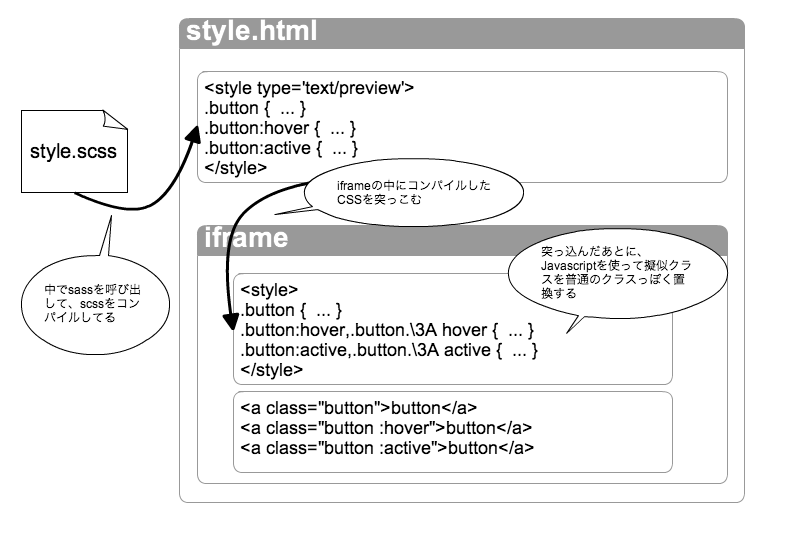 style.html
<style type='text/preview'>
.button {  ... }
.button:hover {  ... }
.button:active {  ... }
</style>
style.scss
iframeの中にコンパイルした
CSSを突っこむ
中でsassを呼び出
して、scssをコン
パイルしてる
iframe
突っ込んだあとに、
Javascriptを使って擬似クラ
スを普通のクラスっぽく置
換する
<style>
.button {  ... }
.button:hover,.button.\3A hover {  ... }
.button:active,.button.\3A active {  ... }
</style>
<a class="button">button</a>
<a class="button :hover">button</a>
<a class="button :active">button</a>